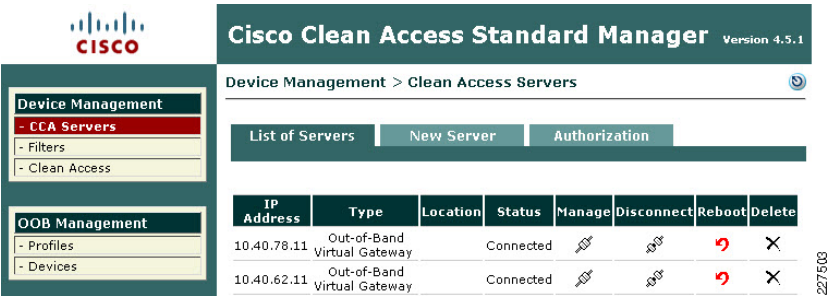 CISCO
Cisco Clean Access Standard Manager Version 4.5.1
Device Management > Clean Access Servers
Device Management
- CCA Servers
- Filters
- Clean Access
OOB Management
- Profiles
- Devices
List of Servers New Server Authorization
IP Address Type Location Status Manage Disconnect Reboot Delete
10.40.78.11 Out-of-Band Virtual Gateway Connected
10.40.62.11 Out-of-Band Virtual Gateway Connected
227503